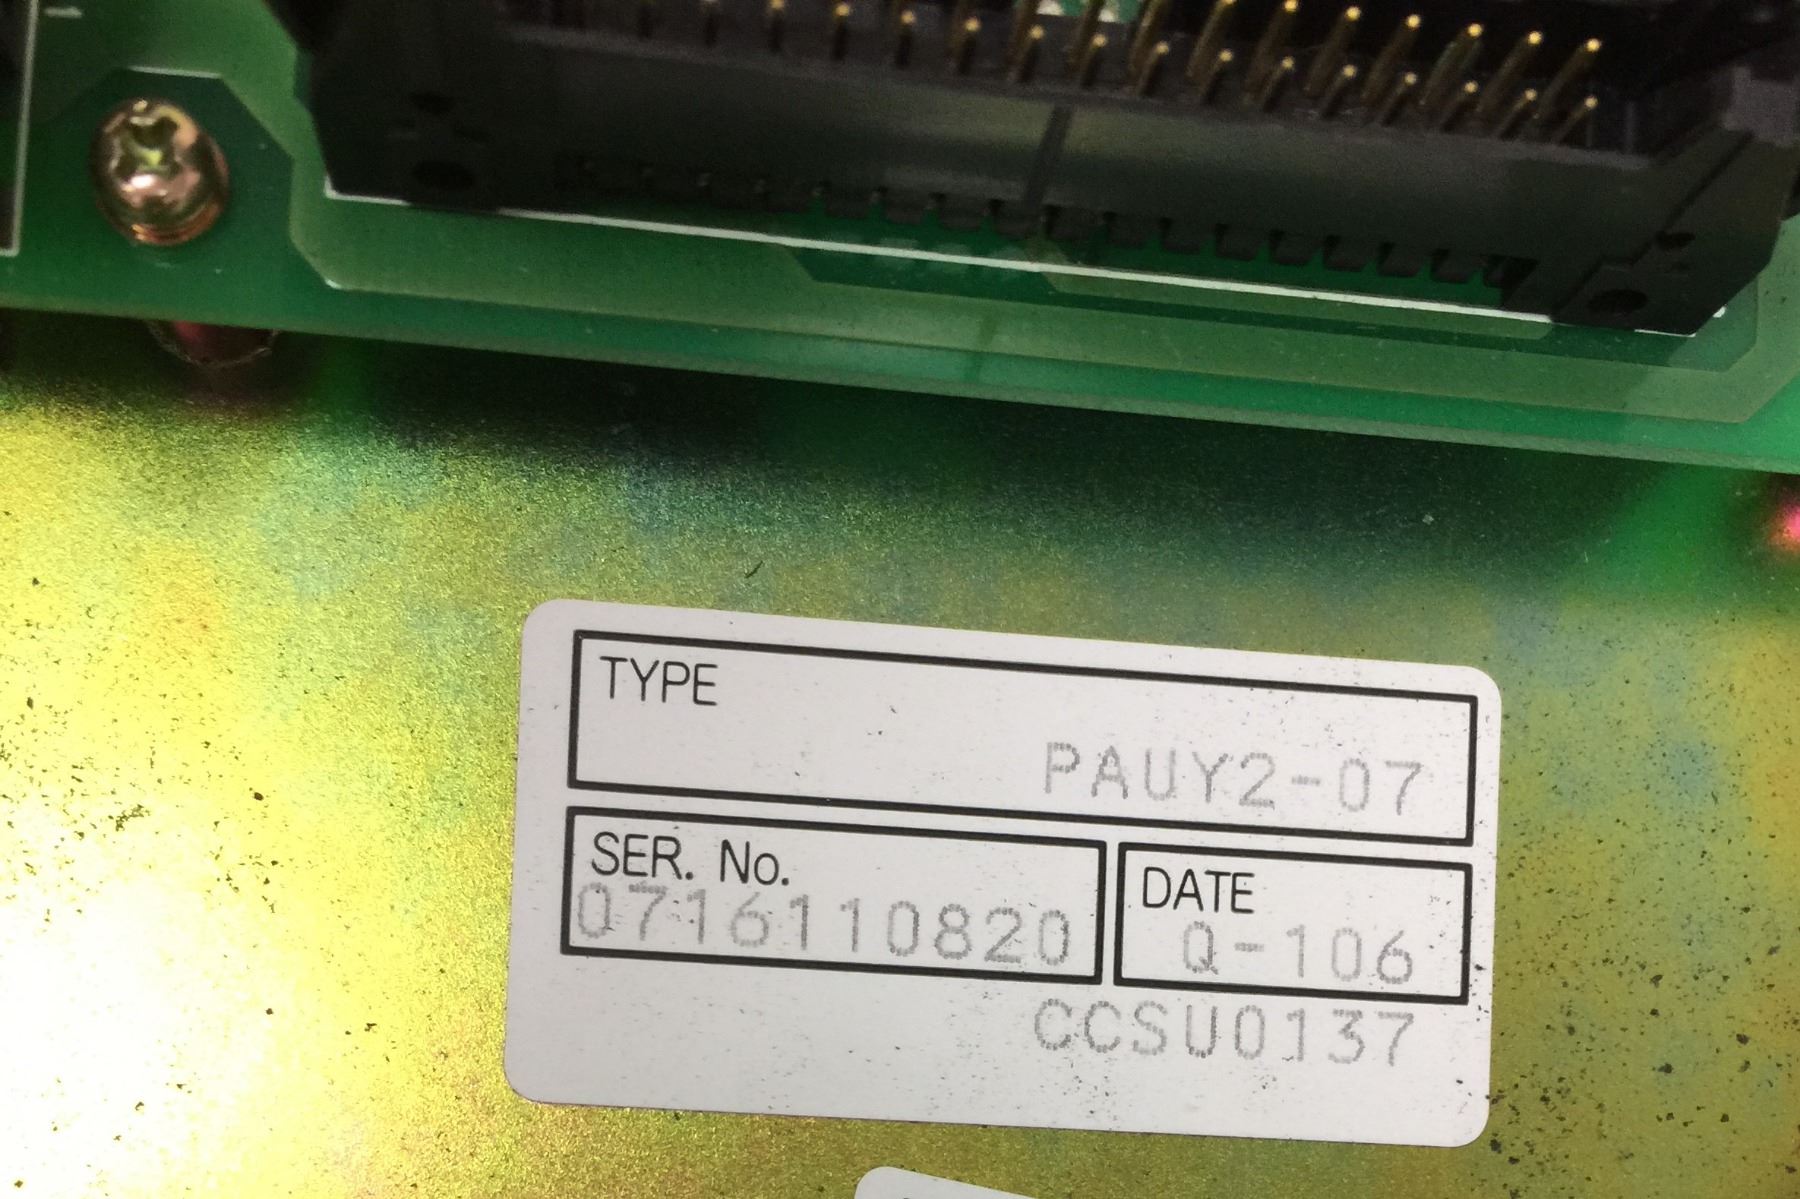 TYPE
PAUY2-07
SER. No.
0716110820
DATE
Q-106
CCSU0137